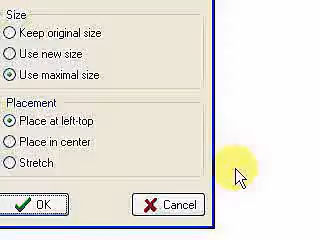 Size
Keep original size
Use new size
Use maximal size
Placement
Place at left-top
Place in center
Stretch
OK
Cancel